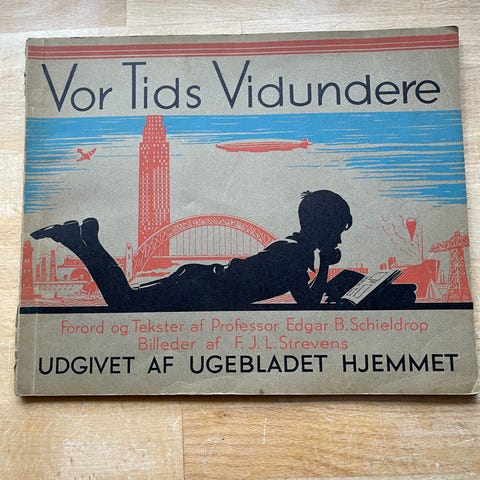 Vor Tids Vidundere
Forord og Tekster af Professor Edgar B. Schieldrop
Billeder af F. J. L. Strevens
UDGIVET AF UGEBLADET HJEMMET